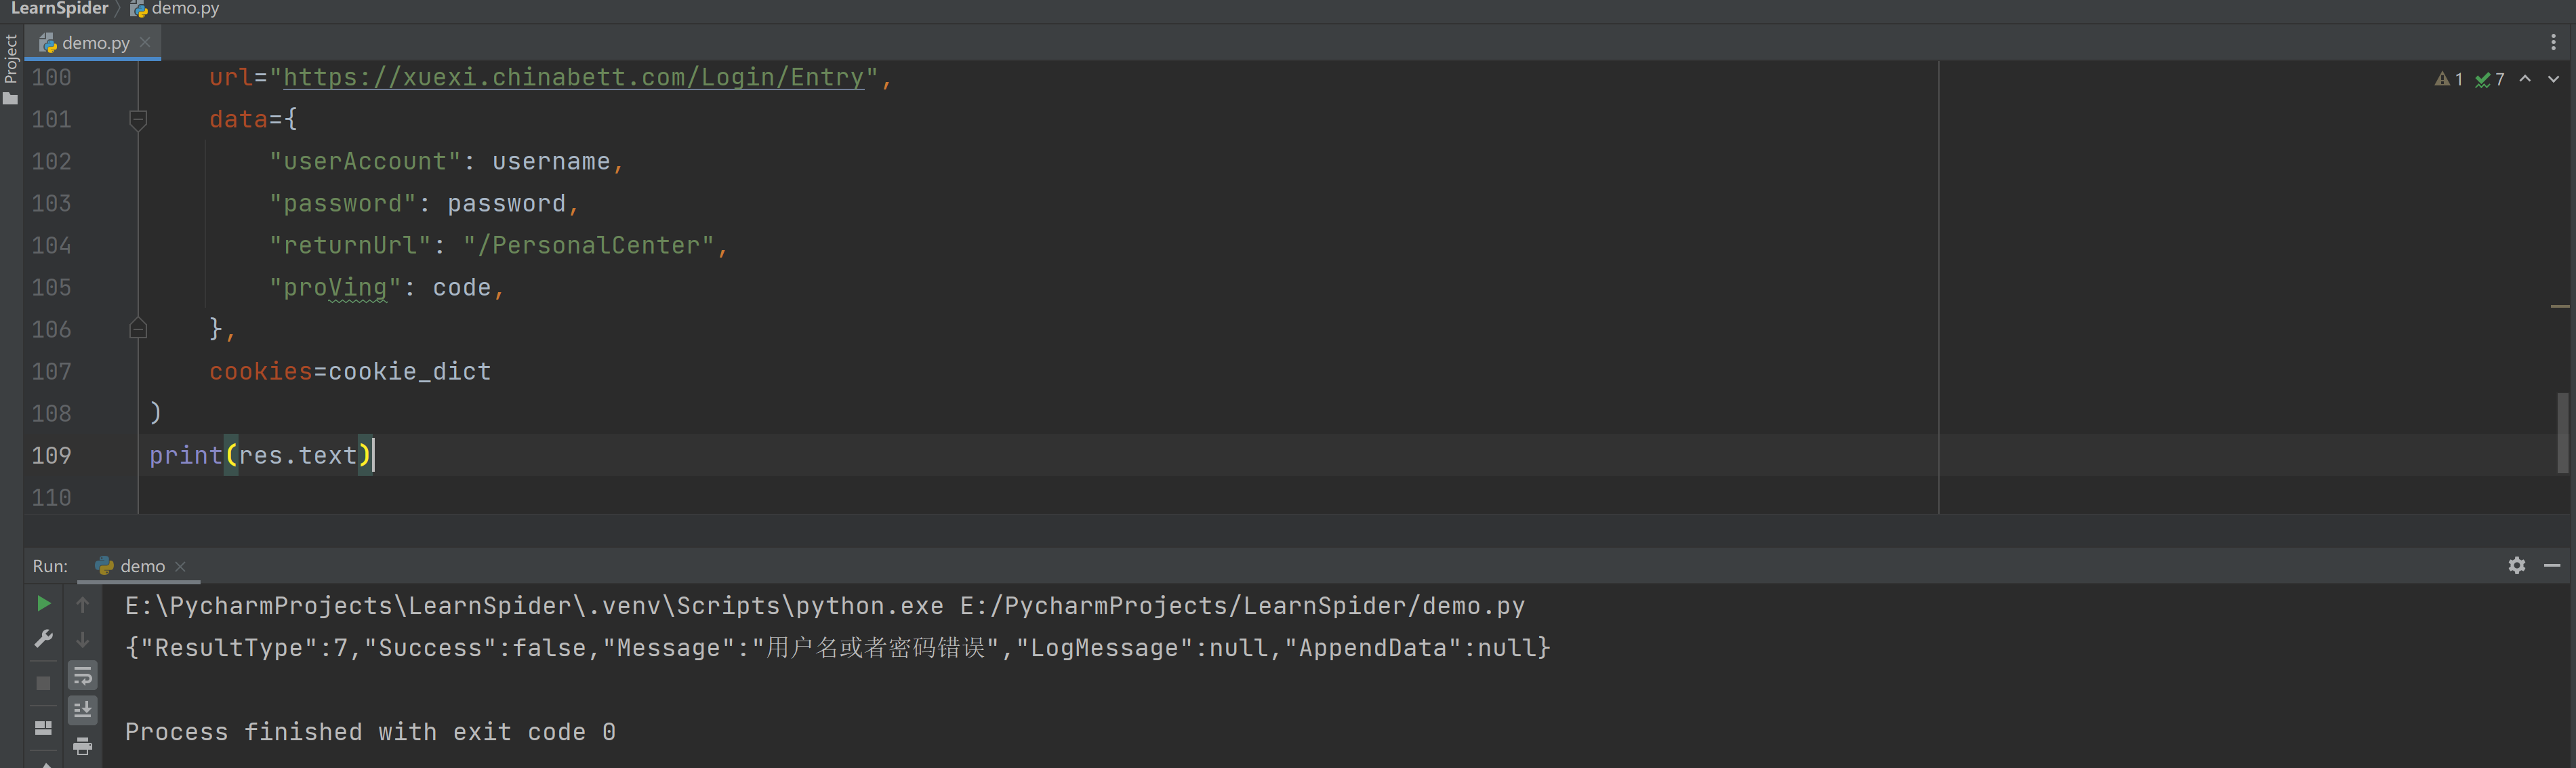 LearnSpider 〉 demo.py
Project
demo.py
1 7
100 url="https://xuexi.chinabett.com/Login/Entry",
101 data={
102 "userAccount": username,
103 "password": password,
104 "returnUrl": "/PersonalCenter",
105 "proVing": code,
106 },
107 cookies=cookie_dict
108 )
109 print(res.text)
110
Run: demo
E:\PycharmProjects\LearnSpider\.venv\Scripts\python.exe E:/PycharmProjects/LearnSpider/demo.py
{"ResultType":7,"Success":false,"Message":"用户名或者密码错误","LogMessage":null,"AppendData":null}
Process finished with exit code 0